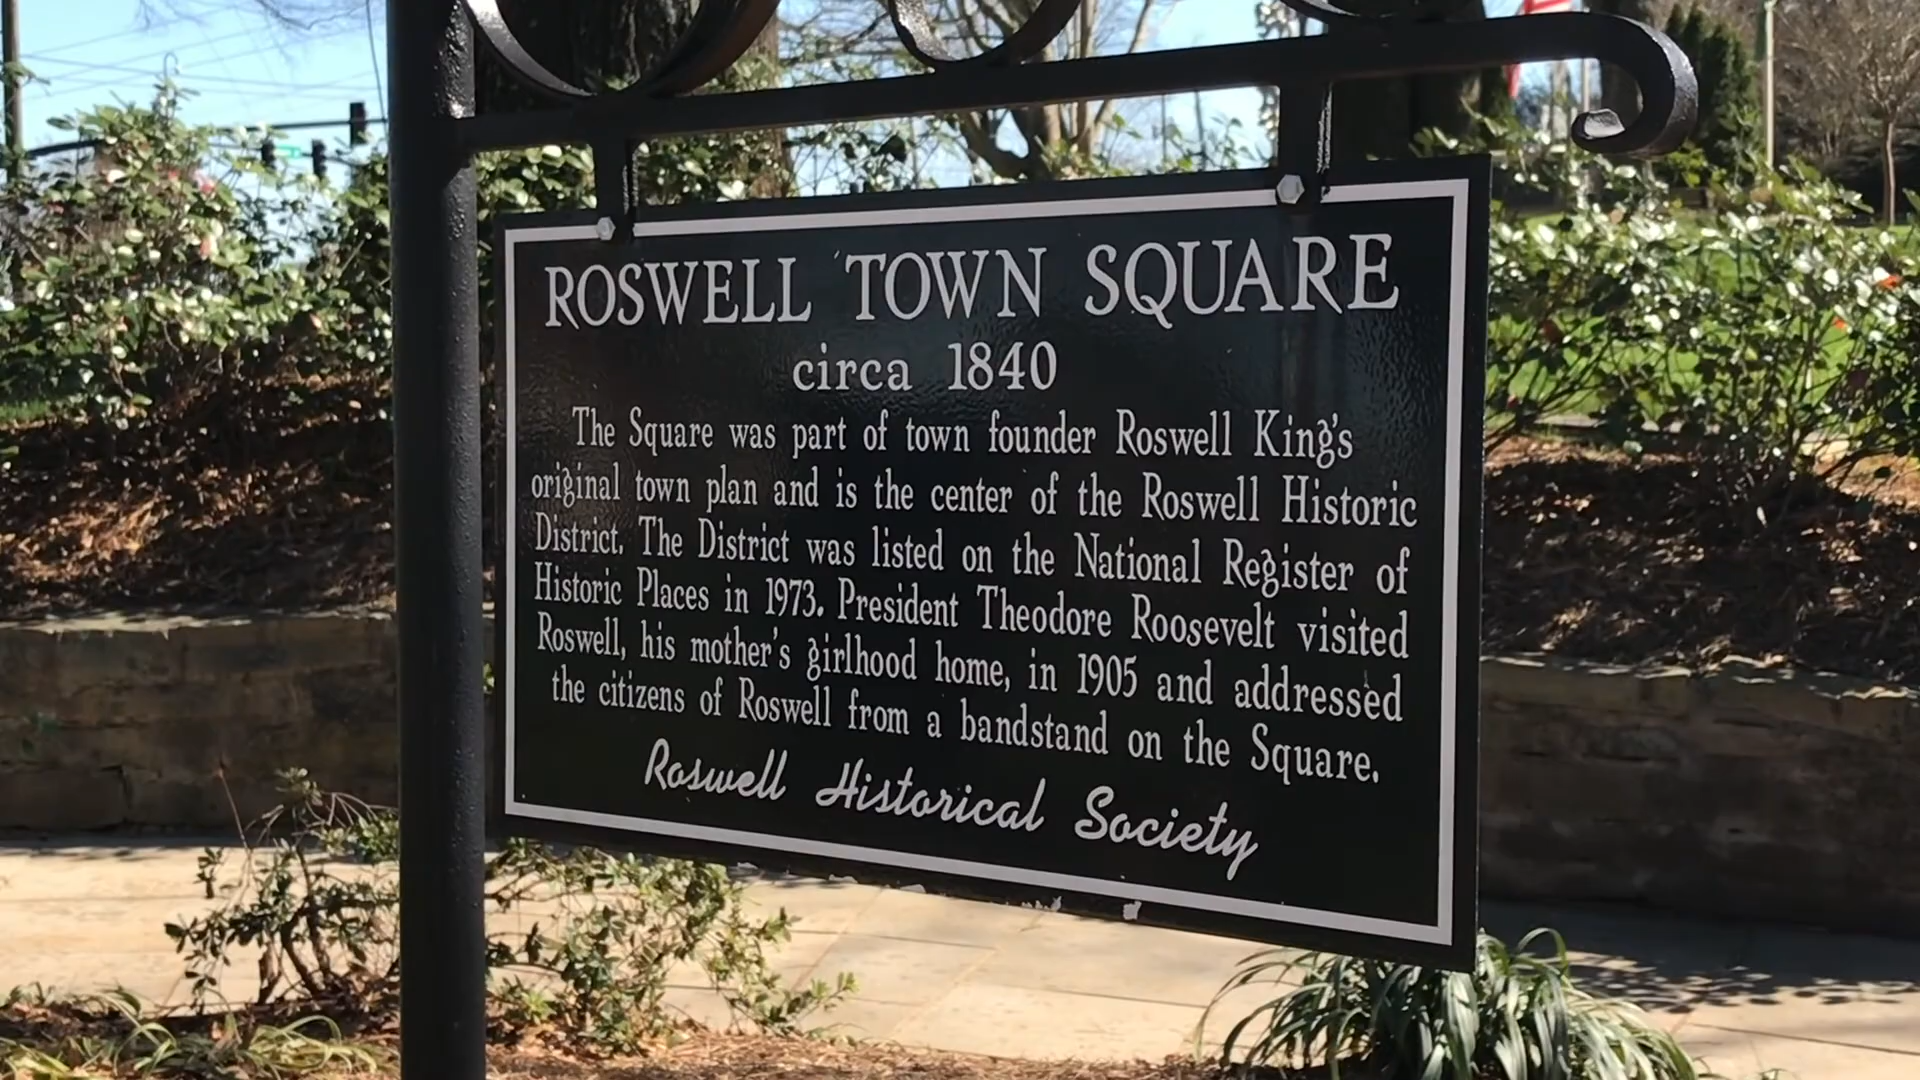 ROSWELL TOWN SQUARE
circa 1840
The Square was part of town founder Roswell King's
original town plan and is the center of the Roswell Historic
District. The District was listed on the National Register of
Historic Places in 1973. President Theodore Roosevelt visited
Roswell, his mother's girlhood home, in 1905 and addressed
the citizens of Roswell from a bandstand on the Square.
Roswell Historical Society